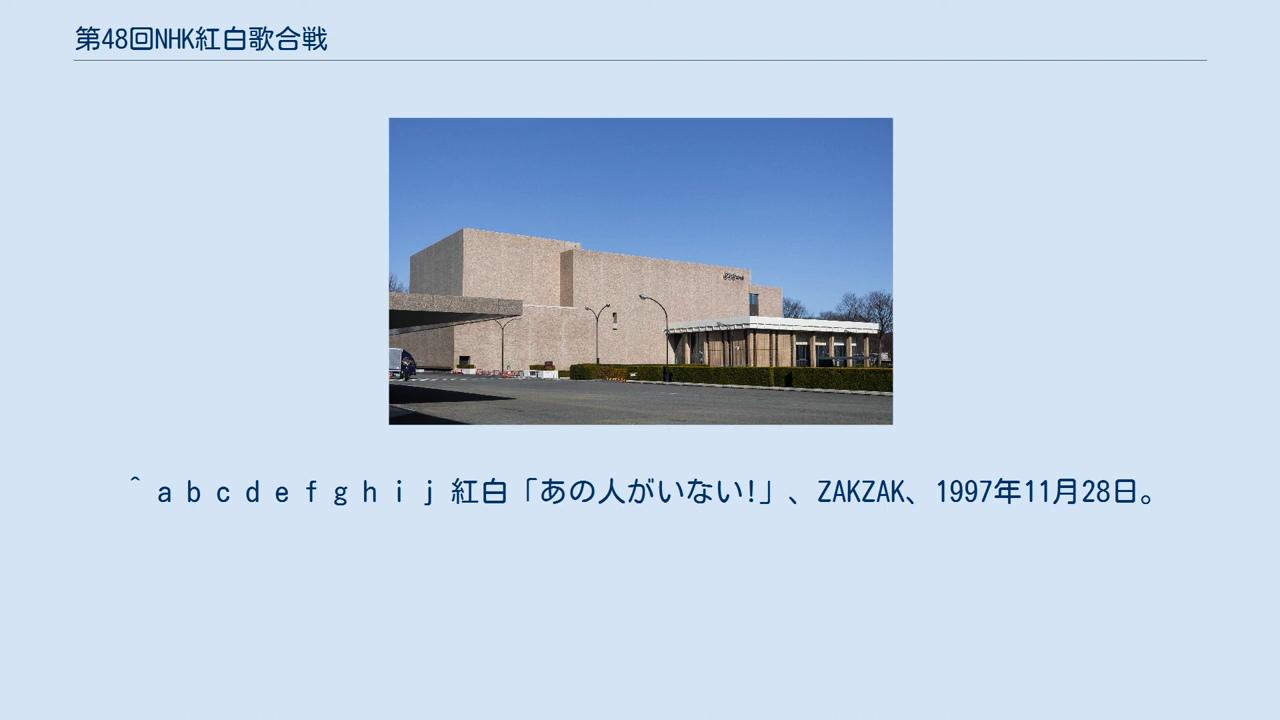 第48回NHK紅白歌合戦
^ a b c d e f g h i j 紅白「あの人がいない!」、ZAKZAK、1997年11月28日。